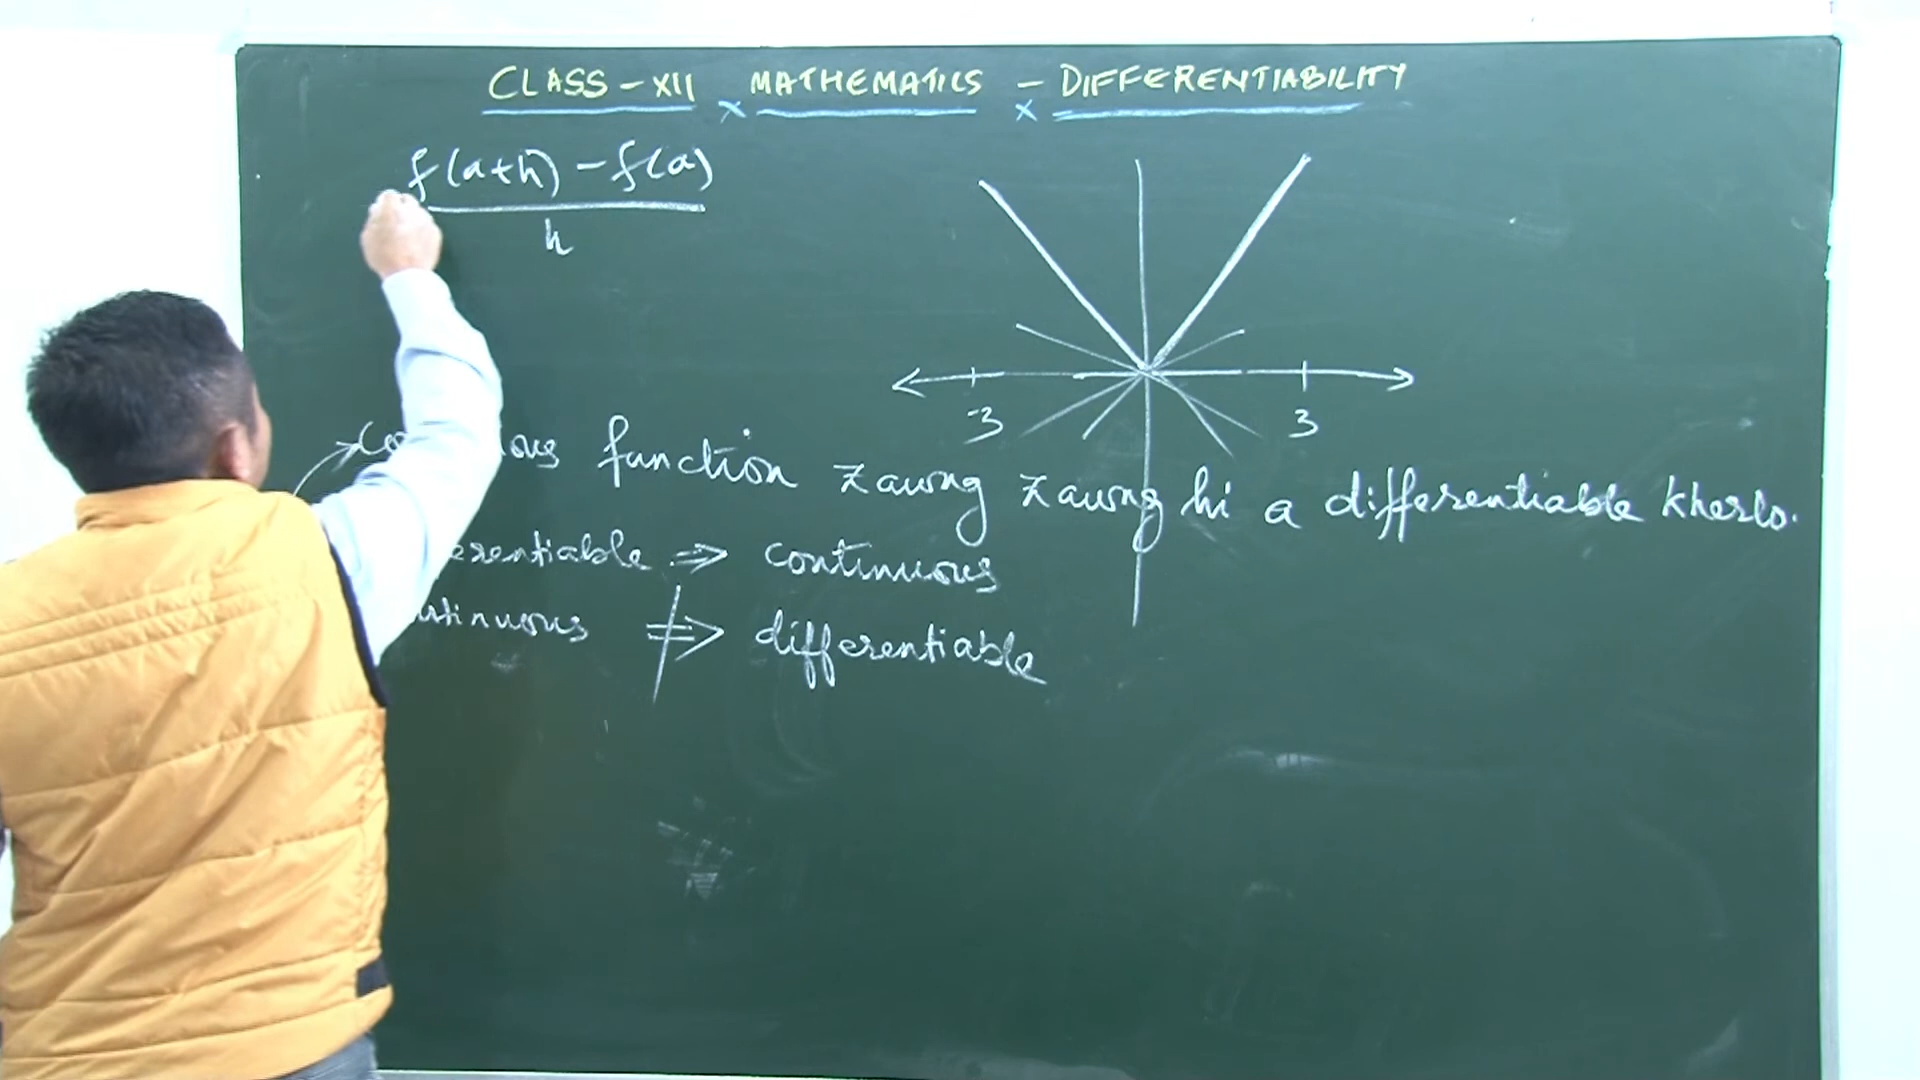 CLASS - XII x MATHEMATICS x - DIFFERENTIABILITY
f(a+h) - f(a)
h
-3 3
function zawng zawng hi a differentiable kherlo.
⇒ continuous
⇏ differentiable